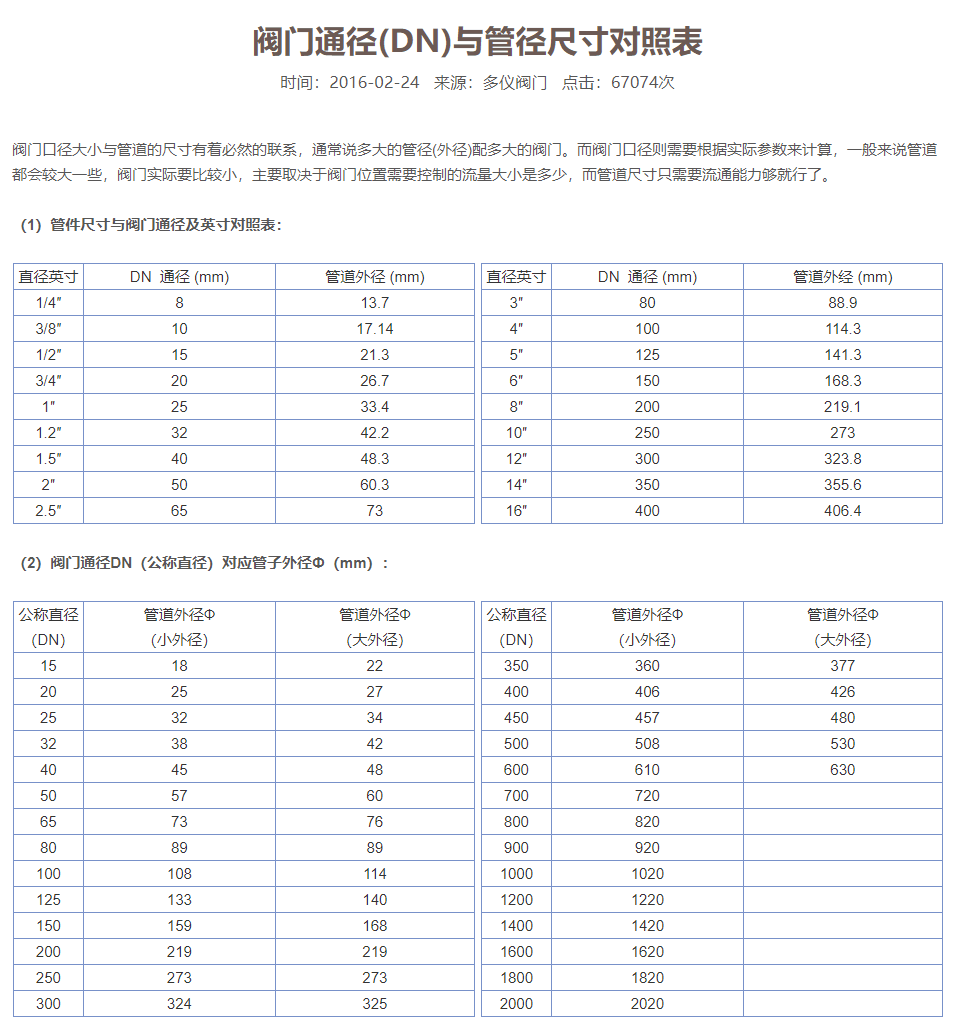 阀门通径(DN)与管径尺寸对照表
时间：2016-02-24 来源：多仪阀门 点击：67074次
阀门口径大小与管道的尺寸有着必然的联系，通常说多大的管径(外径)配多大的阀门。而阀门口径则需要根据实际参数来计算，一般来说管道
都会较大一些，阀门实际要比较小，主要取决于阀门位置需要控制的流量大小是多少，而管道尺寸只需要流通能力够就行了。
（1）管件尺寸与阀门通径及英寸对照表：
直径英寸 DN 通径 (mm) 管道外径 (mm) 直径英寸 DN 通径 (mm) 管道外经 (mm)
1/4″ 8 13.7 3″ 80 88.9
3/8″ 10 17.14 4″ 100 114.3
1/2″ 15 21.3 5″ 125 141.3
3/4″ 20 26.7 6″ 150 168.3
1″ 25 33.4 8″ 200 219.1
1.2″ 32 42.2 10″ 250 273
1.5″ 40 48.3 12″ 300 323.8
2″ 50 60.3 14″ 350 355.6
2.5″ 65 73 16″ 400 406.4
（2）阀门通径DN（公称直径）对应管子外径Φ（mm）：
公称直径 管道外径Φ 管道外径Φ 公称直径 管道外径Φ 管道外径Φ
(DN) (小外径) (大外径) (DN) (小外径) (大外径)
15 18 22 350 360 377
20 25 27 400 406 426
25 32 34 450 457 480
32 38 42 500 508 530
40 45 48 600 610 630
50 57 60 700 720
65 73 76 800 820
80 89 89 900 920
100 108 114 1000 1020
125 133 140 1200 1220
150 159 168 1400 1420
200 219 219 1600 1620
250 273 273 1800 1820
300 324 325 2000 2020